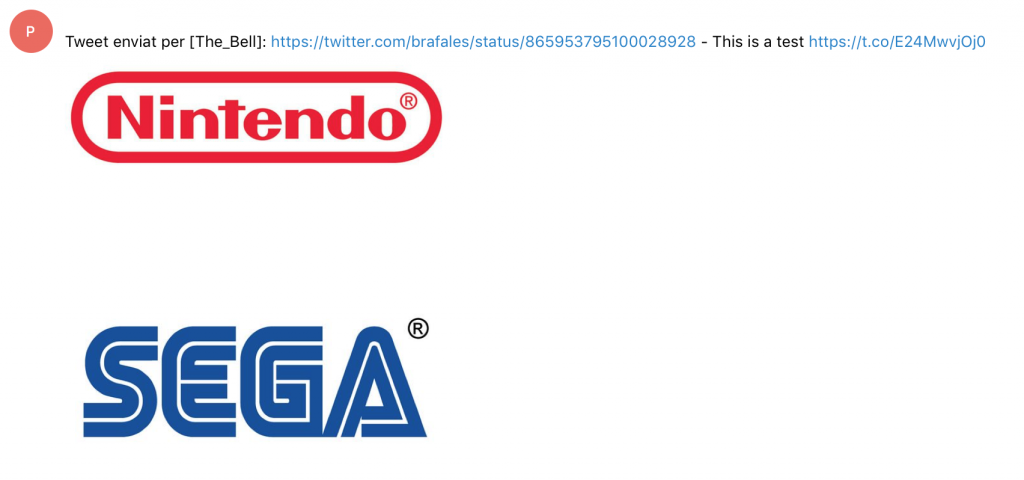 P
Tweet enviat per [The_Bell]: https://twitter.com/brafales/status/865953795100028928 - This is a test https://t.co/E24MwvjOj0
Nintendo®
SEGA®